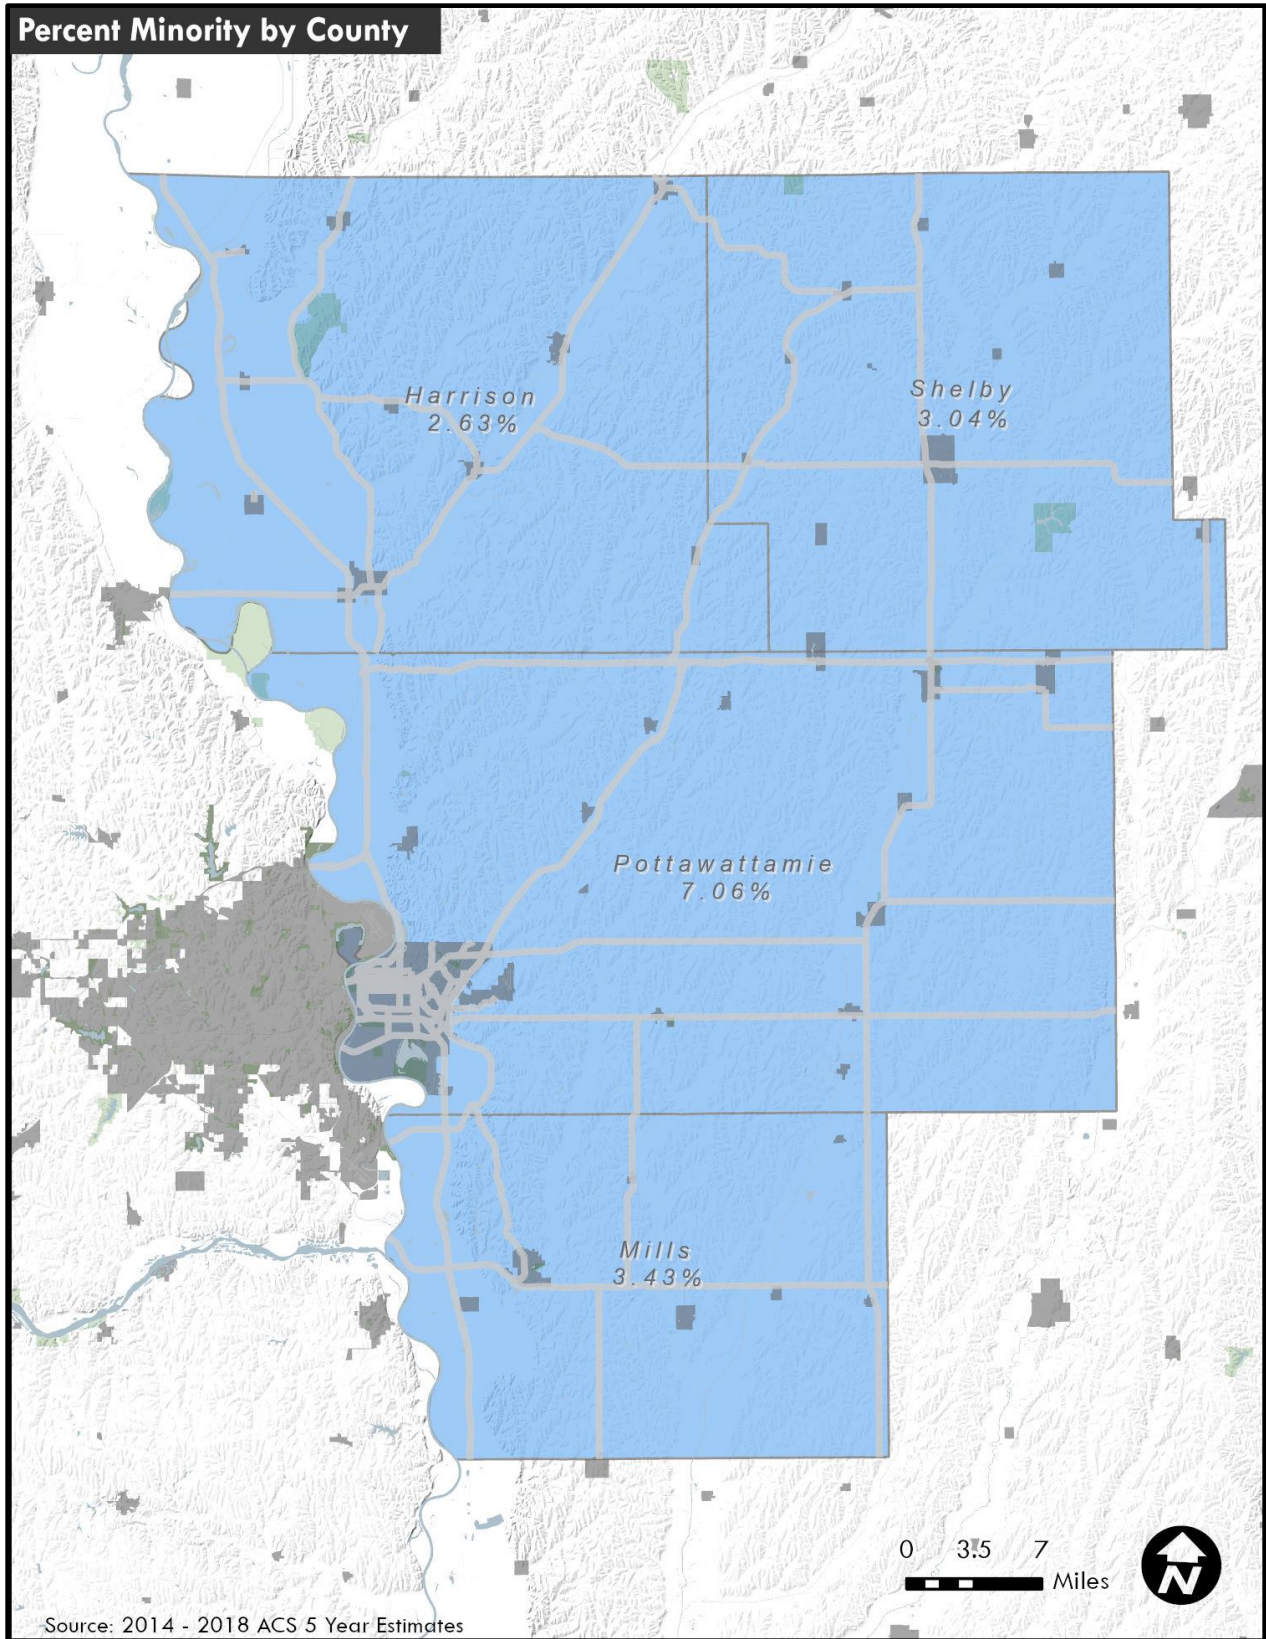 Percent Minority by County
Harrison
2.63%
Shelby
3.04%
Pottawattamie
7.06%
Mills
3.43%
0 3.5 7
Miles
N
Source: 2014 - 2018 ACS 5 Year Estimates